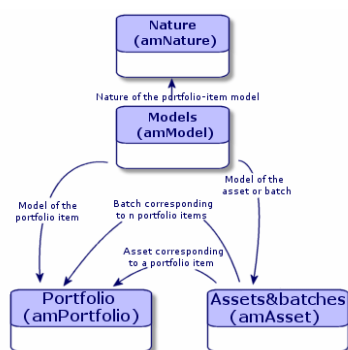 Nature
(amNature)
Nature of the portfolio-item model
Models
(amModel)
Model of the
portfolio item
Batch corresponding
to n portfolio items
Model of the
asset or batch
Asset corresponding
to a portfolio item
Portfolio
(amPortfolio)
Assets&batches
(amAsset)